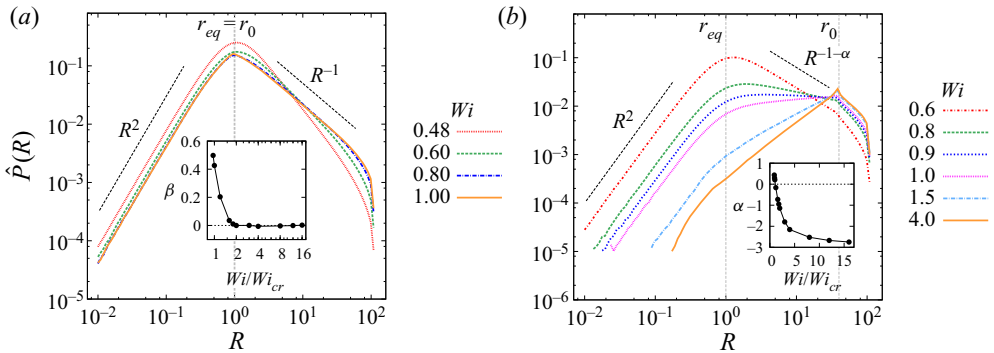 (a)
r_eq = r_0
10^-1
10^-2
10^-3
10^-4
10^-5
P̂(R)
R^2
R^-1
Wi
0.48
0.60
0.80
1.00
0.6
0.4
0.2
0
β
1 2 4 8 16
Wi/Wi_cr
10^-2 10^-1 10^0 10^1 10^2
R
(b)
r_eq
r_0
10^-1
10^-2
10^-3
10^-4
10^-5
10^-6
R^2
R^-1-α
Wi
0.6
0.8
0.9
1.0
1.5
4.0
1
0
-1
-2
-3
α
0 5 10 15
Wi/Wi_cr
10^-2 10^-1 10^0 10^1 10^2
R